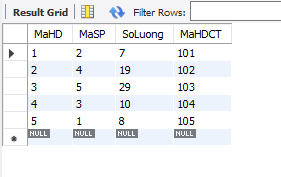 Result Grid Filter Rows:
MaHD MaSP SoLuong MaHDCT
1 2 7 101
2 4 19 102
3 5 29 103
4 3 10 104
5 1 8 105
NULL NULL NULL NULL